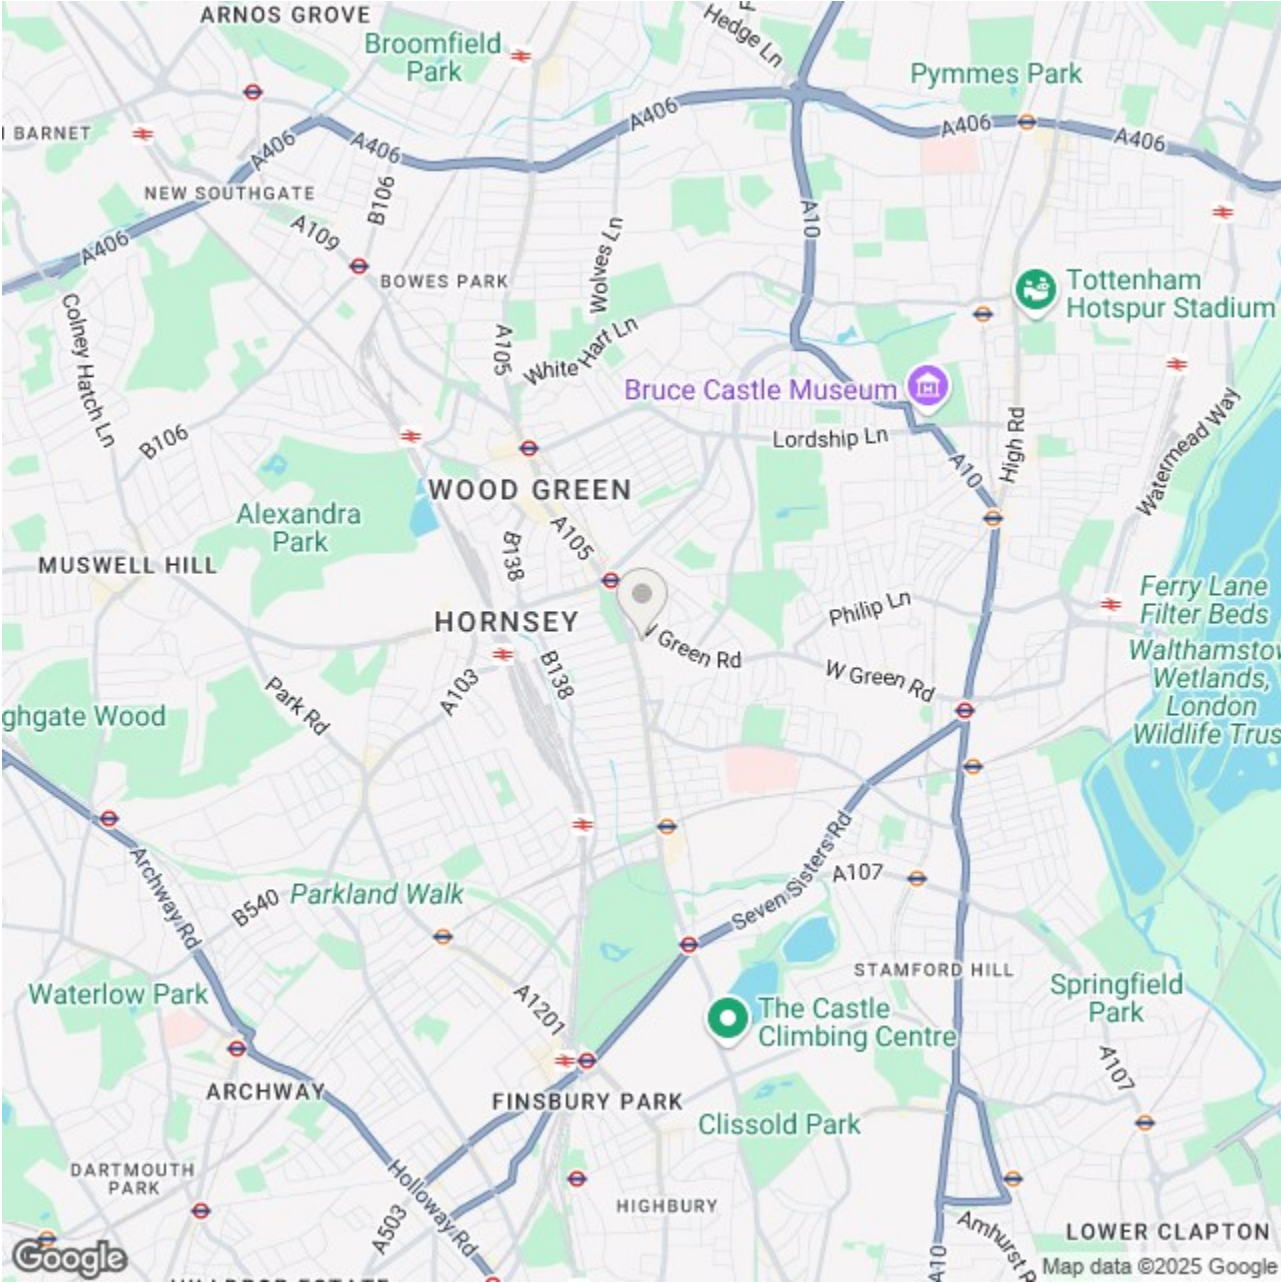 ARNOS GROVE
Hedge Ln
Broomfield
Park
Pymmes Park
A406
A406
A406
BARNET
A406
A406
NEW SOUTHGATE
B106
A109
A10
Wolves Ln
A406
BOWES PARK
Tottenham
Hotspur Stadium
Colney Hatch Ln
A105
White Hart Ln
Bruce Castle Museum
High Rd
Watermead Way
B106
Lordship Ln
A10
WOOD GREEN
Alexandra
Park
A105
B138
MUSWELL HILL
Ferry Lane
Filter Beds
Philip Ln
HORNSEY
Green Rd
Walthamstow
Wetlands,
London
Wildlife Trus
B138
A103
W Green Rd
Park Rd
ghgate Wood
Archway Rd
Seven Sisters Rd
A107
B540
Parkland Walk
STAMFORD HILL
Waterlow Park
Springfield
Park
A1201
The Castle
Climbing Centre
A107
ARCHWAY
FINSBURY PARK
Clissold Park
DARTMOUTH
PARK
Holloway Rd
HIGHBURY
A503
Amhurst R
LOWER CLAPTON
A10
Google
Map data ©2025 Google